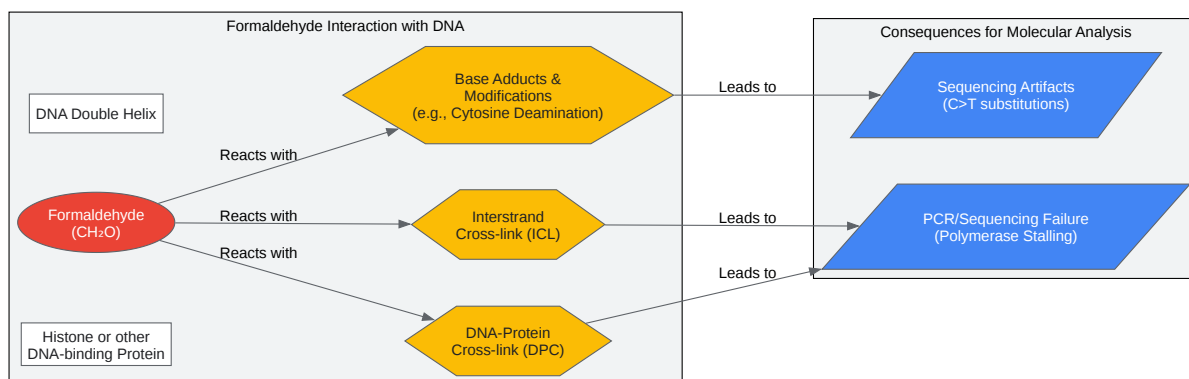 Formaldehyde Interaction with DNA
DNA Double Helix
Formaldehyde
(CH₂O)
Histone or other
DNA-binding Protein
Reacts with
Reacts with
Reacts with
Base Adducts &
Modifications
(e.g., Cytosine Deamination)
Interstrand
Cross-link (ICL)
DNA-Protein
Cross-link (DPC)
Leads to
Leads to
Leads to
Consequences for Molecular Analysis
Sequencing Artifacts
(C>T substitutions)
PCR/Sequencing Failure
(Polymerase Stalling)